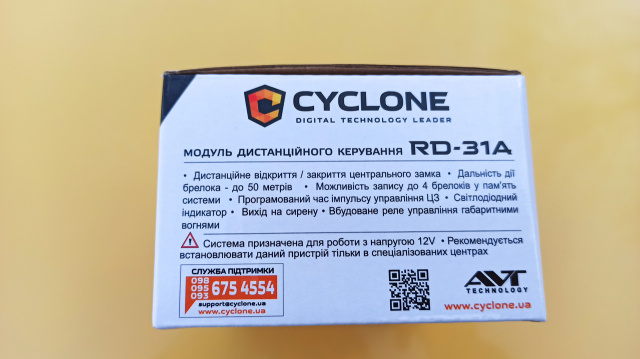 CYCLONE
DIGITAL TECHNOLOGY LEADER
МОДУЛЬ ДИСТАНЦІЙНОГО КЕРУВАННЯ RD-31A
• Дистанційне відкриття / закриття центрального замка • Дальність дії
брелока - до 50 метрів • Можливість запису до 4 брелоків у пам'ять
системи • Програмований час імпульсу управління ЦЗ • Світлодіодний
індикатор • Вихід на сирену • Вбудоване реле управління габаритними
вогнями
Система призначена для роботи з напругою 12V • Рекомендується
встановлювати даний пристрій тільки в спеціалізованих центрах
СЛУЖБА ПІДТРИМКИ
098
095
093
675 4554
support@cyclone.ua
www.cyclone.ua
AVT
TECHNOLOGY
www.cyclone.ua